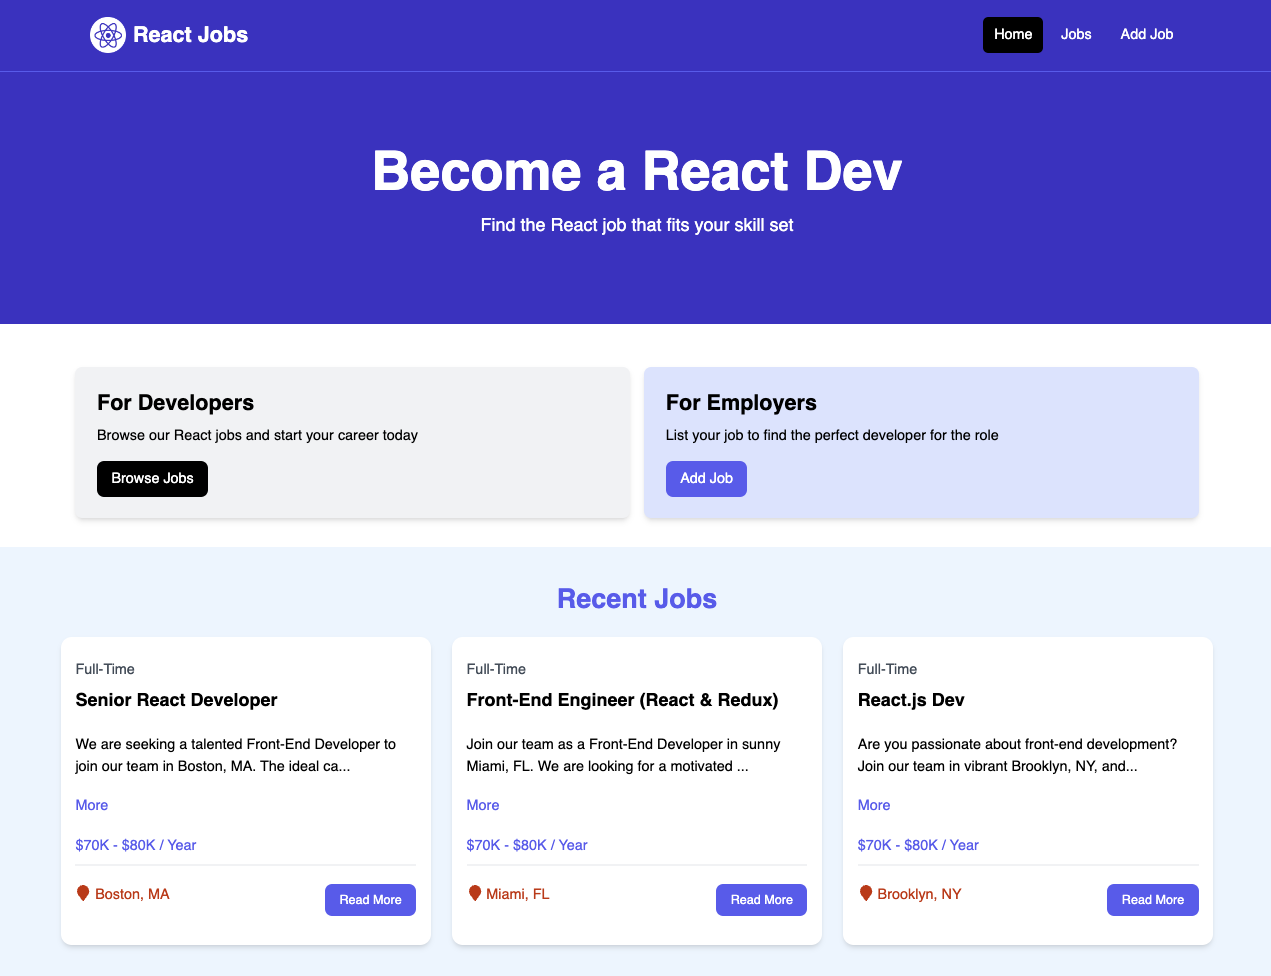 React Jobs
Home
Jobs
Add Job
Become a React Dev
Find the React job that fits your skill set
For Developers
Browse our React jobs and start your career today
Browse Jobs
For Employers
List your job to find the perfect developer for the role
Add Job
Recent Jobs
Full-Time
Senior React Developer
We are seeking a talented Front-End Developer to
join our team in Boston, MA. The ideal ca...
More
$70K - $80K / Year
Boston, MA
Read More
Full-Time
Front-End Engineer (React & Redux)
Join our team as a Front-End Developer in sunny
Miami, FL. We are looking for a motivated ...
More
$70K - $80K / Year
Miami, FL
Read More
Full-Time
React.js Dev
Are you passionate about front-end development?
Join our team in vibrant Brooklyn, NY, and...
More
$70K - $80K / Year
Brooklyn, NY
Read More